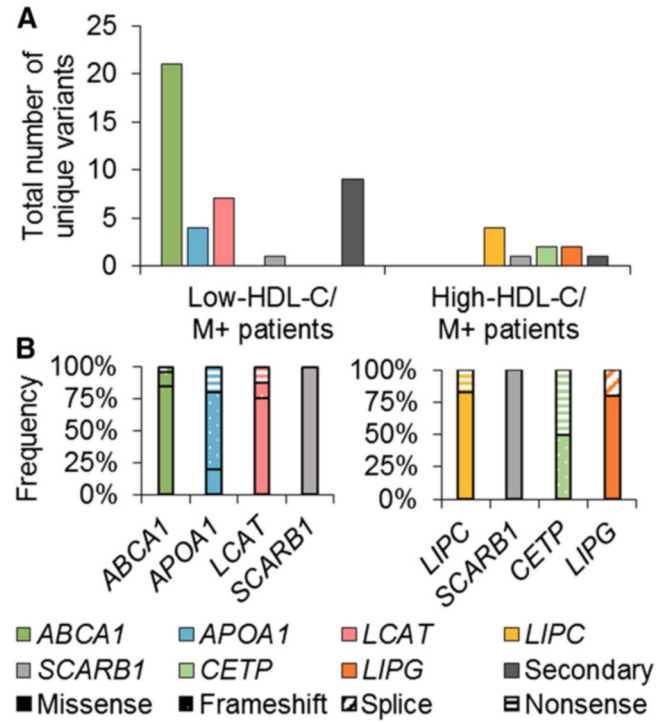 A
25
20
15
10
5
0
Total number of
unique variants
Low-HDL-C/
M+ patients
High-HDL-C/
M+ patients
B
100%
75%
50%
25%
0%
Frequency
ABCA1
APOA1
LCAT
SCARB1
100%
75%
50%
25%
0%
LIPC
SCARB1
CETP
LIPG
ABCA1 APOA1 LCAT LIPC
SCARB1 CETP LIPG Secondary
Missense Frameshift Splice Nonsense